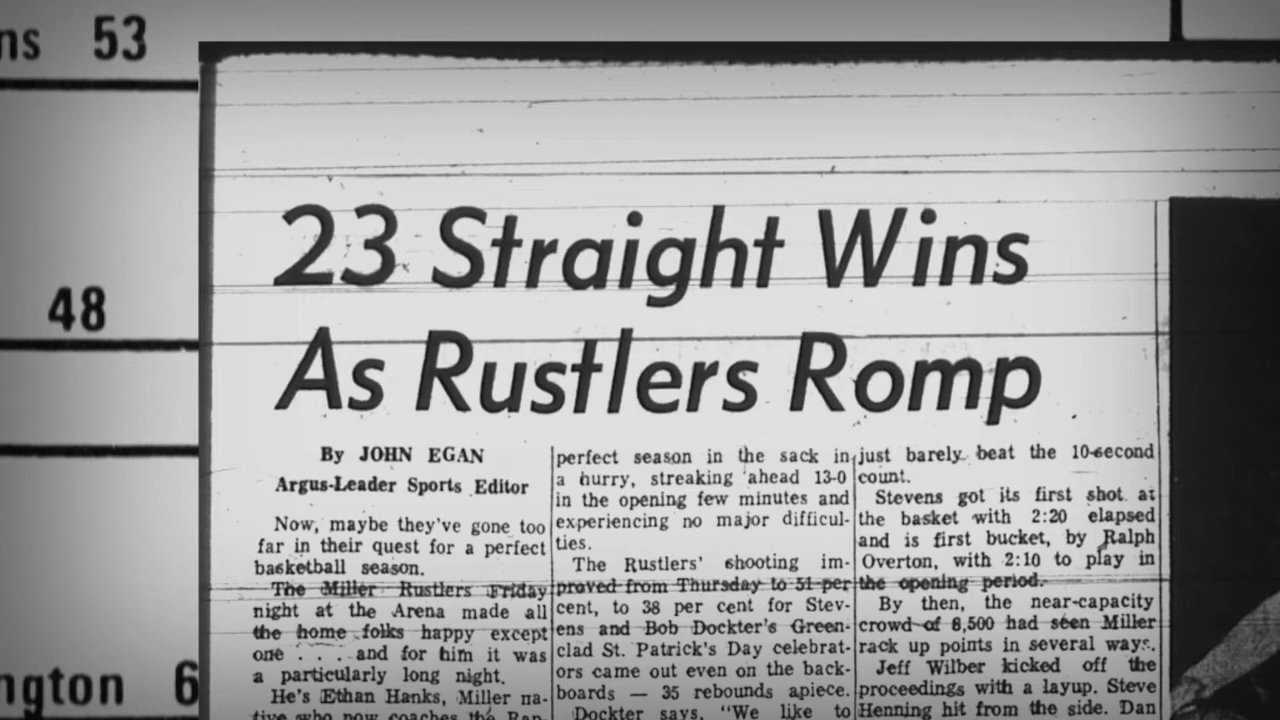 ns 53
48
ngton 6
23 Straight Wins
As Rustlers Romp
By JOHN EGAN
Argus-Leader Sports Editor
Now, maybe they've gone too
far in their quest for a perfect
basketball season.
The Miller Rustlers Friday
night at the Arena made all
the home folks happy except
one . . . and for him it was
a particularly long night.
He's Ethan Hanks, Miller na-
tive who now coaches the Rap
perfect season in the sack in
a hurry, streaking ahead 13-0
in the opening few minutes and
experiencing no major difficul-
ties.
The Rustlers' shooting im-
proved from Thursday to 51 per
cent, to 38 per cent for Stev-
ens and Bob Dockter's Green-
clad St. Patrick's Day celebrat-
ors came out even on the back-
boards — 35 rebounds apiece.
Dockter says, "We like to
just barely beat the 10-second
count.
Stevens got its first shot at
the basket with 2:20 elapsed
and is first bucket, by Ralph
Overton, with 2:10 to play in
the opening period.
By then, the near-capacity
crowd of 8,500 had seen Miller
rack up points in several ways.
Jeff Wilber kicked off the
proceedings with a layup. Steve
Henning hit from the side. Dan